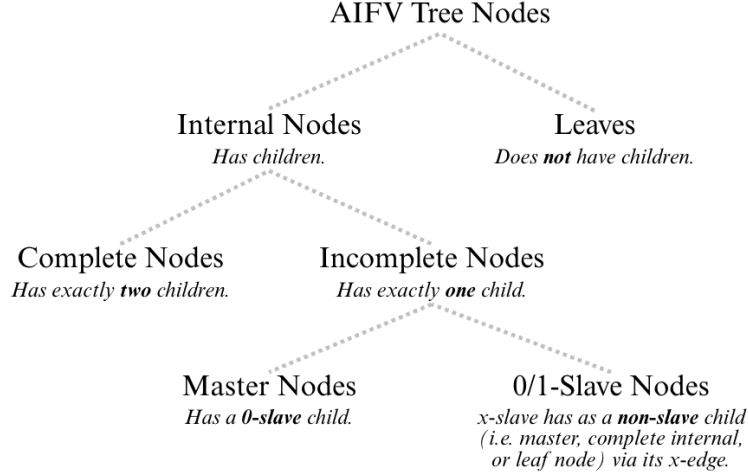 AIFV Tree Nodes
Internal Nodes
Has children.
Leaves
Does not have children.
Complete Nodes
Has exactly two children.
Incomplete Nodes
Has exactly one child.
Master Nodes
Has a 0-slave child.
0/1-Slave Nodes
x-slave has as a non-slave child
(i.e. master, complete internal,
or leaf node) via its x-edge.